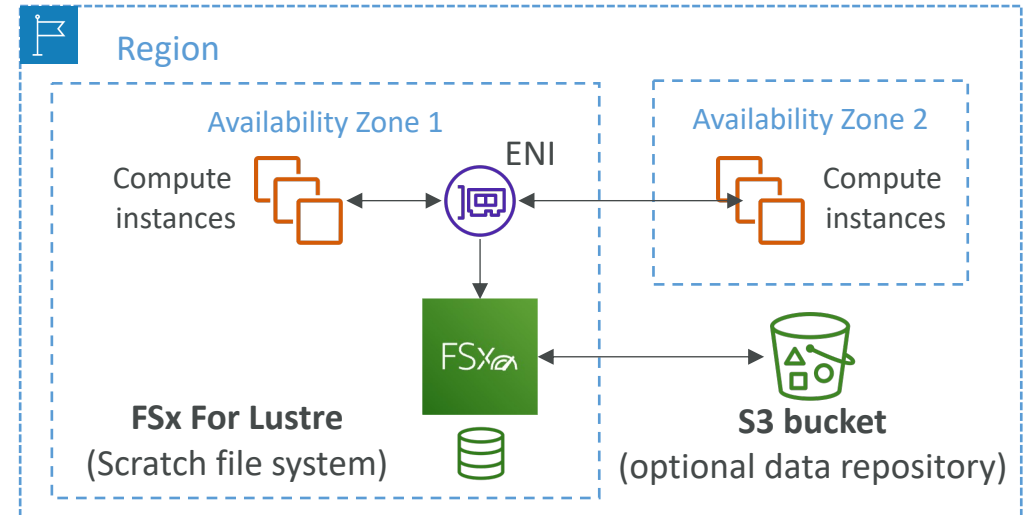 Region
Availability Zone 1
Availability Zone 2
ENI
Compute
instances
Compute
instances
FSx
FSx For Lustre
(Scratch file system)
S3 bucket
(optional data repository)